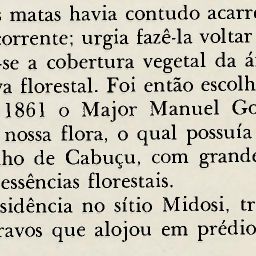 s matas havia contudo acarre
corrente; urgia fazê-la voltar
-se a cobertura vegetal da á
va florestal. Foi então escolh
1861 o Major Manuel Go
nossa flora, o qual possuía
ho de Cabuçu, com grande
essências florestais.
sidência no sítio Midosi, tr
ravos que alojou em prédio